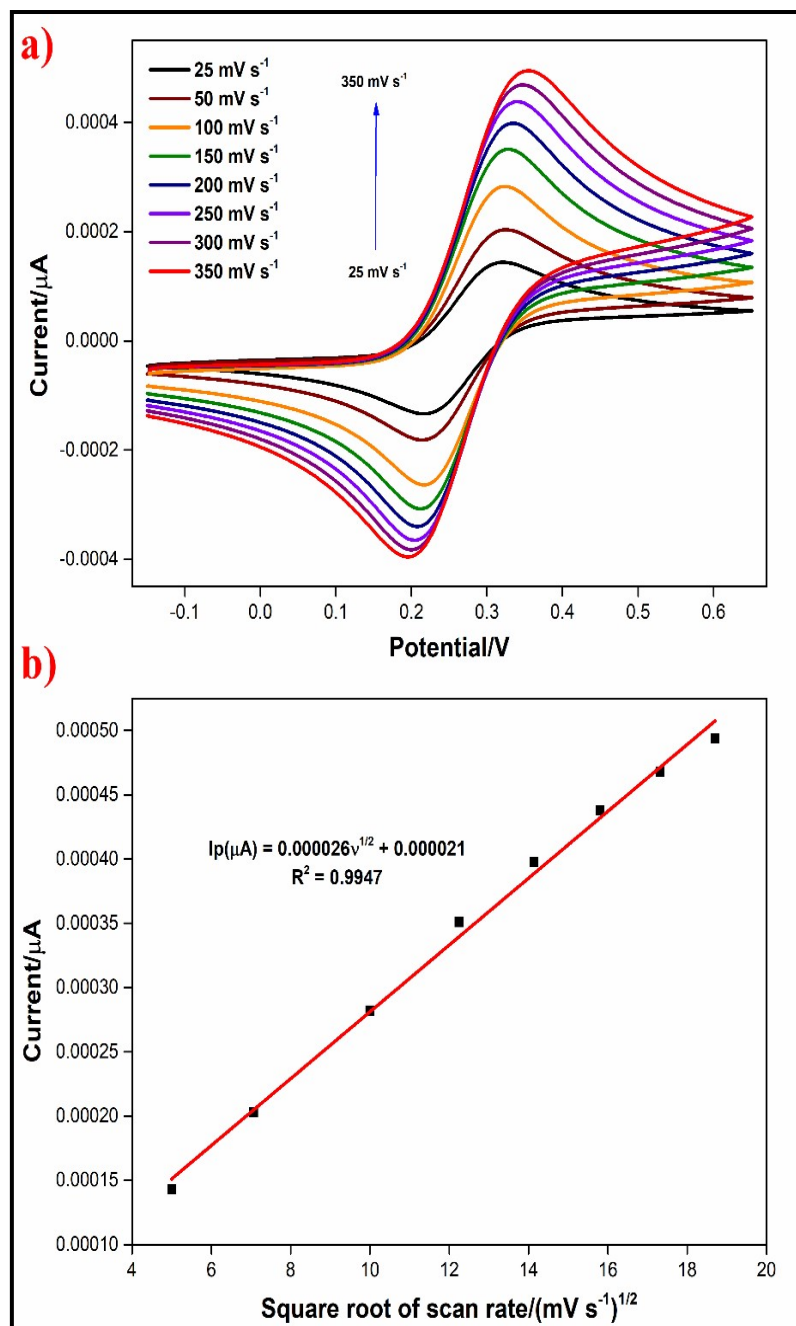 a)
25 mV s⁻¹
50 mV s⁻¹
100 mV s⁻¹
150 mV s⁻¹
200 mV s⁻¹
250 mV s⁻¹
300 mV s⁻¹
350 mV s⁻¹
350 mV s⁻¹
25 mV s⁻¹
0.0004
0.0002
0.0000
-0.0002
-0.0004
Current/µA
-0.1 0.0 0.1 0.2 0.3 0.4 0.5 0.6
Potential/V
b)
0.00050
0.00045
0.00040
0.00035
0.00030
0.00025
0.00020
0.00015
0.00010
Current/µA
Ip(µA) = 0.000026ν¹/² + 0.000021
R² = 0.9947
4 6 8 10 12 14 16 18 20
Square root of scan rate/(mV s⁻¹)¹/²